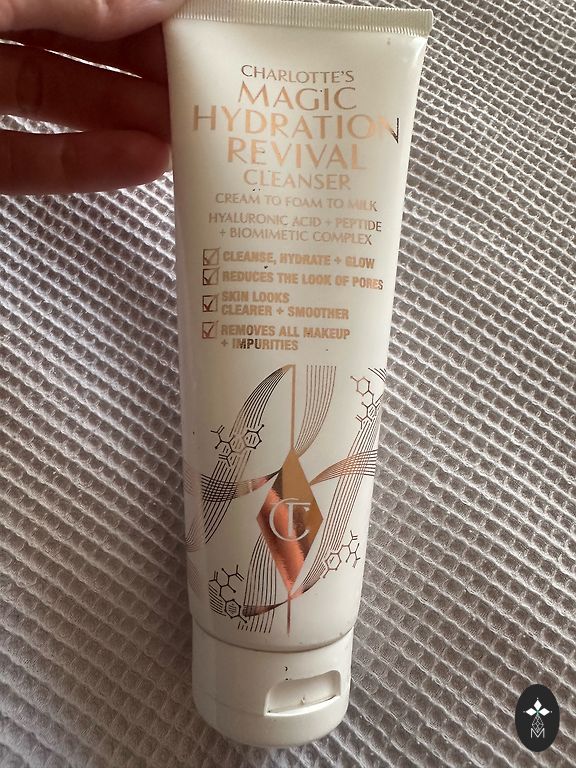 CHARLOTTE'S
MAGIC
HYDRATION
REVIVAL
CLEANSER
CREAM TO FOAM TO MILK
HYALURONIC ACID + PEPTIDE
+ BIOMIMETIC COMPLEX
CLEANSE, HYDRATE + GLOW
REDUCES THE LOOK OF PORES
SKIN LOOKS
CLEARER + SMOOTHER
REMOVES ALL MAKEUP
+ IMPURITIES
CT
M